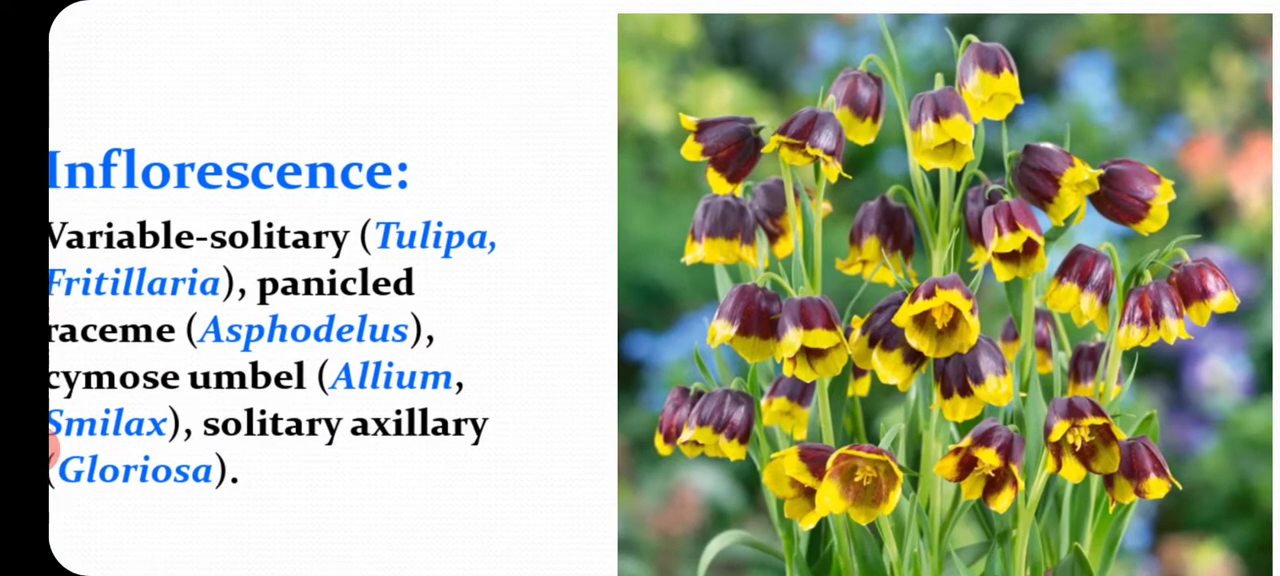 Inflorescence:
Variable-solitary (Tulipa,
Fritillaria), panicled
raceme (Asphodelus),
cymose umbel (Allium,
Smilax), solitary axillary
(Gloriosa).